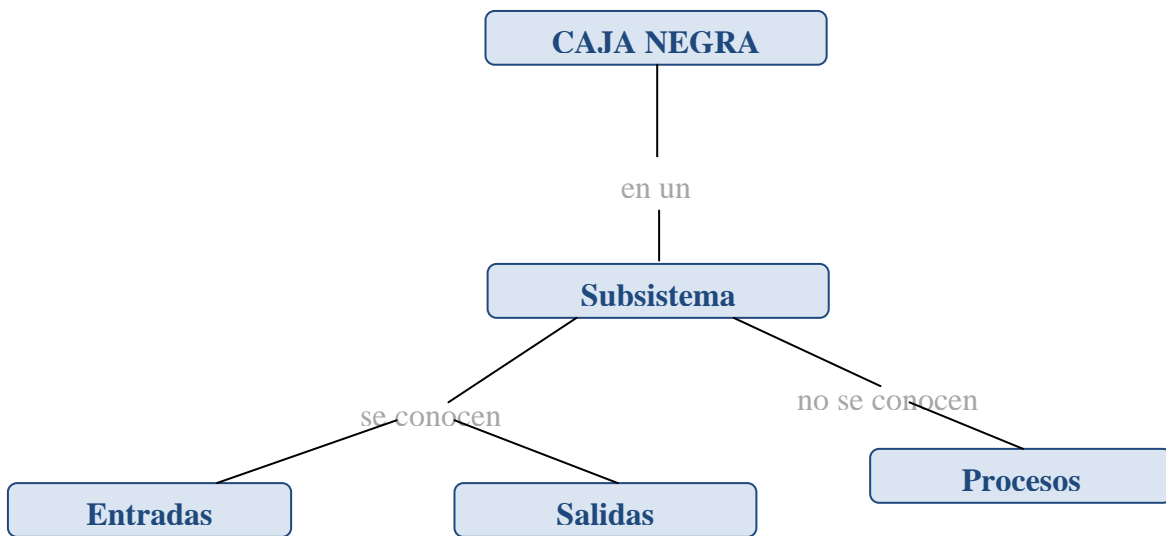 CAJA NEGRA
en un
Subsistema
se conocen
no se conocen
Entradas
Salidas
Procesos